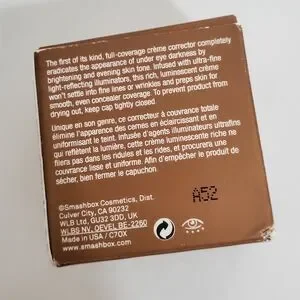 The first of its kind, full-coverage crème corrector completely
eradicates the appearance of under eye darkness by
brightening and evening skin tone. Infused with ultra-fine
light-reflecting illuminators, this rich, luminescent crème
won't settle into fine lines or wrinkles and preps skin for
smooth, even concealer coverage. To prevent product from
drying out, keep cap tightly closed.
Unique en son genre, ce correcteur à couvrance totale
élimine l'apparence des cernes en éclaircissant et en
uniformisant le teint. Infusée d'agents illuminateurs ultrafins
qui reflètent la lumière, cette crème luminescente riche ne
filera pas dans les ridules et les rides, et procurera une
couvrance lisse et uniforme. Afin d'empêcher le produit de
sécher, bien fermer le capuchon.
©Smashbox Cosmetics, Dist.
Culver City, CA 90232
WLB Ltd, GU32 3DD, UK
WLBS NV, OEVEL BE-2260
Made in USA / C7OX
www.smashbox.com
A52